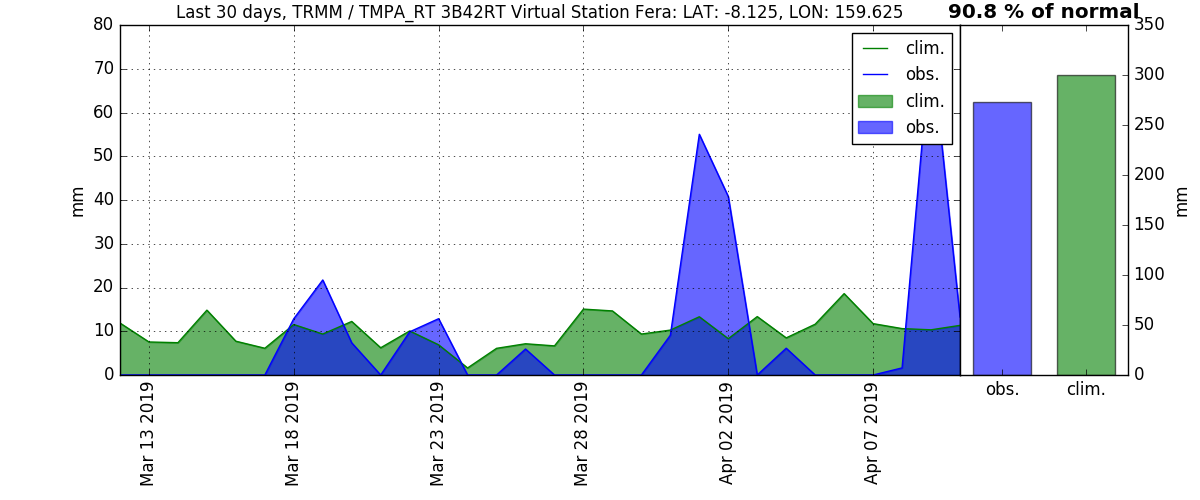 Last 30 days, TRMM / TMPA_RT 3B42RT Virtual Station Fera: LAT: -8.125, LON: 159.625
90.8 % of normal
80
70
60
50
40
30
20
10
0
mm
clim.
obs.
clim.
obs.
350
300
250
200
150
100
50
0
mm
obs.
clim.
Mar 13 2019
Mar 18 2019
Mar 23 2019
Mar 28 2019
Apr 02 2019
Apr 07 2019